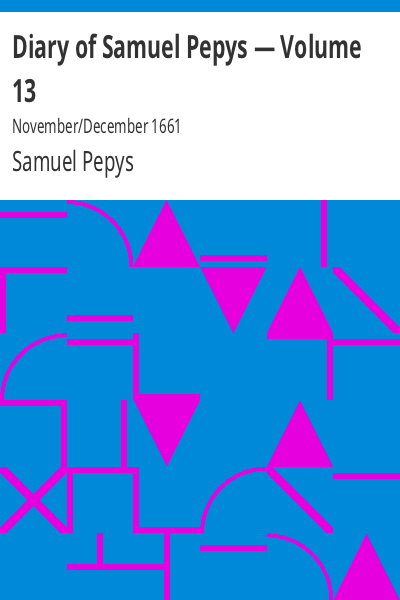 Diary of Samuel Pepys — Volume
13
November/December 1661
Samuel Pepys